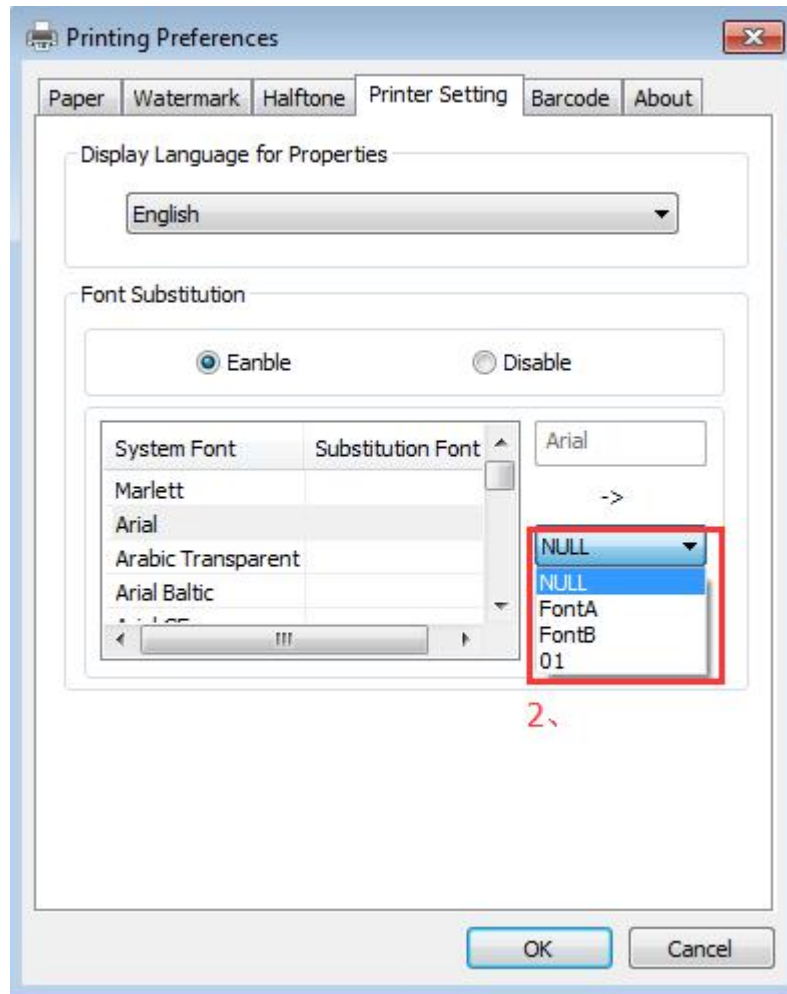 Printing Preferences
Paper Watermark Halftone Printer Setting Barcode About
Display Language for Properties
English
Font Substitution
Eanble Disable
System Font Substitution Font
Marlett
Arial
Arabic Transparent
Arial Baltic
Arial
->
NULL
NULL
FontA
FontB
01
2、
OK Cancel